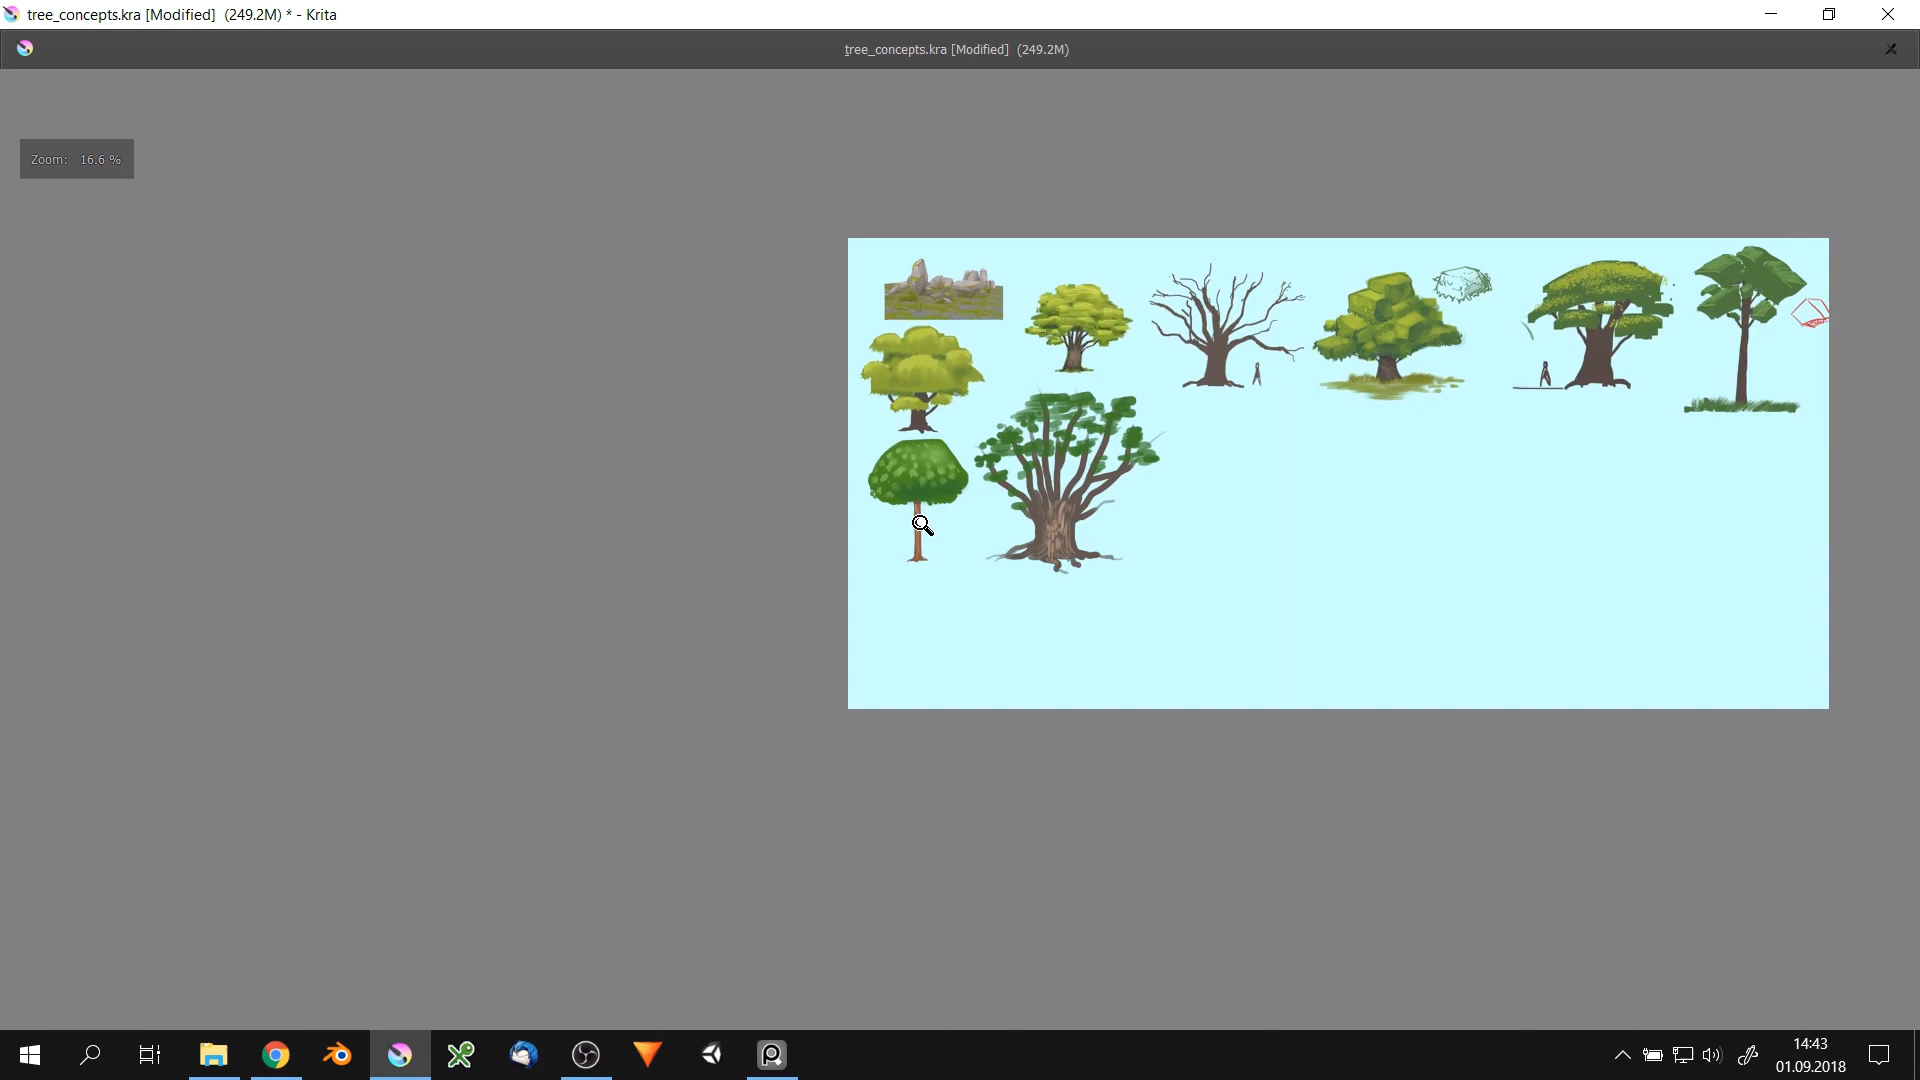 tree_concepts.kra [Modified]  (249.2M) * - Krita
tree_concepts.kra [Modified]  (249.2M)
Zoom:  16.6 %
14:43
01.09.2018